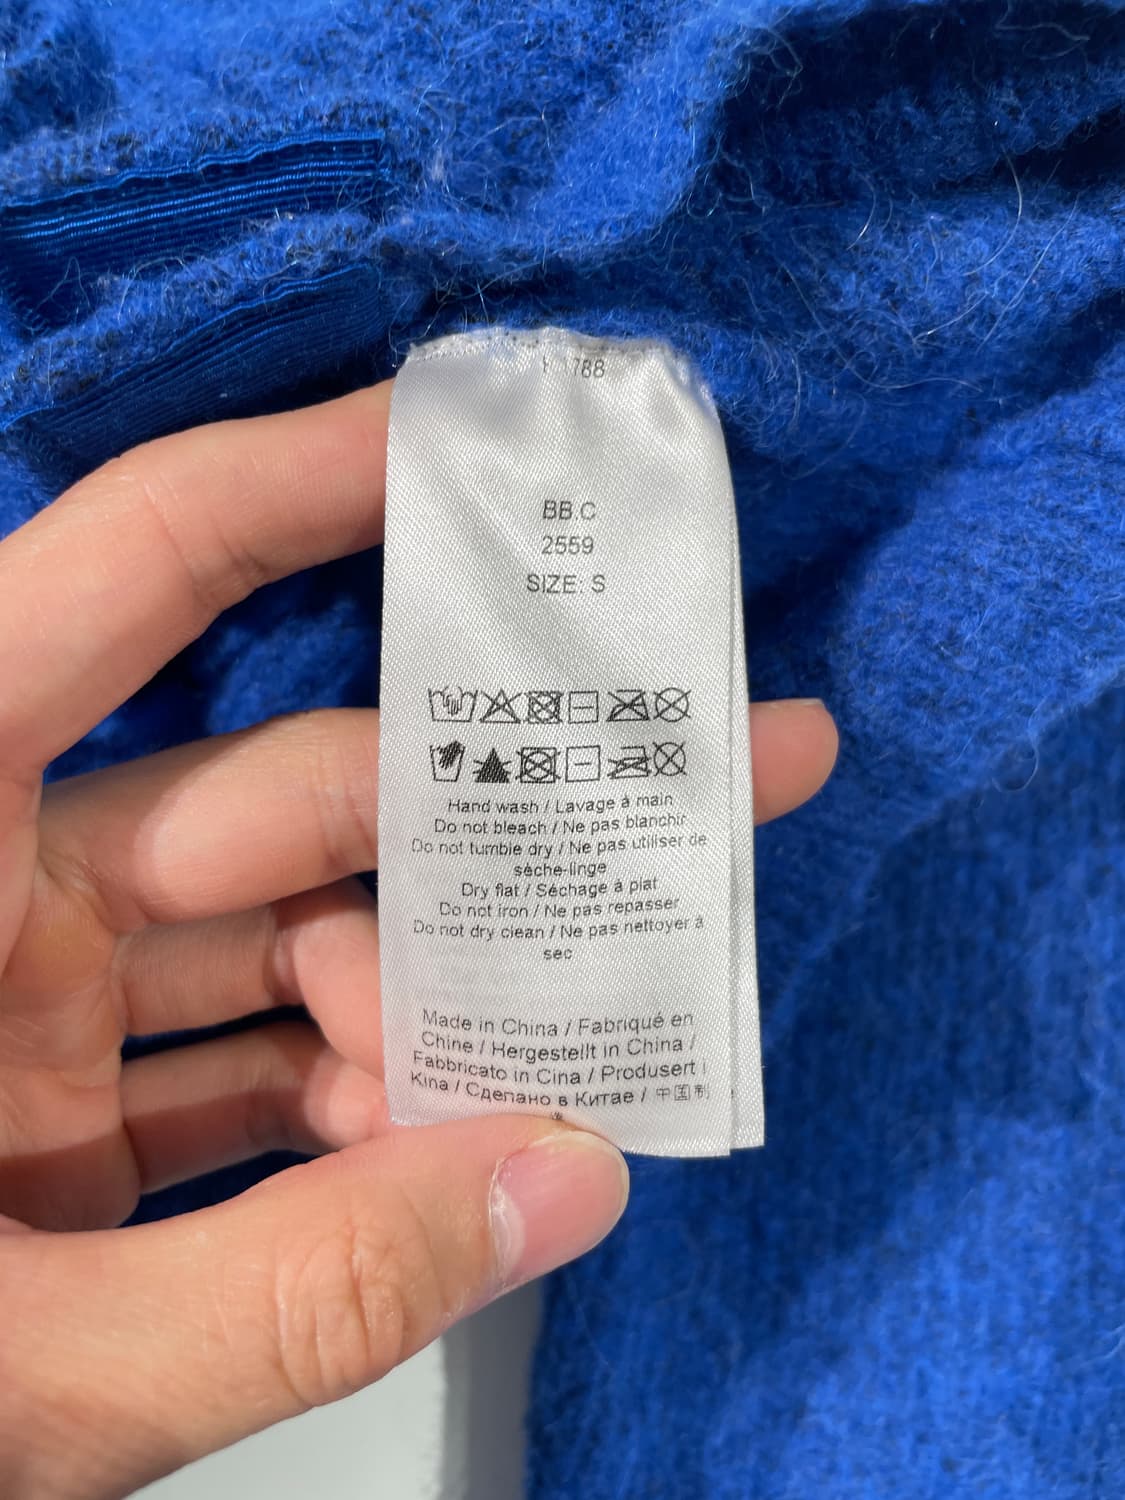 788
BB.C
2559
SIZE: S
Hand wash / Lavage à main
Do not bleach / Ne pas blanchir
Do not tumble dry / Ne pas utiliser de
sèche-linge
Dry flat / Séchage à plat
Do not iron / Ne pas repasser
Do not dry clean / Ne pas nettoyer à
sec
Made in China / Fabriqué en
Chine / Hergestellt in China /
Fabbricato in Cina / Produsert i
Kina / Сделано в Китае / 中国制